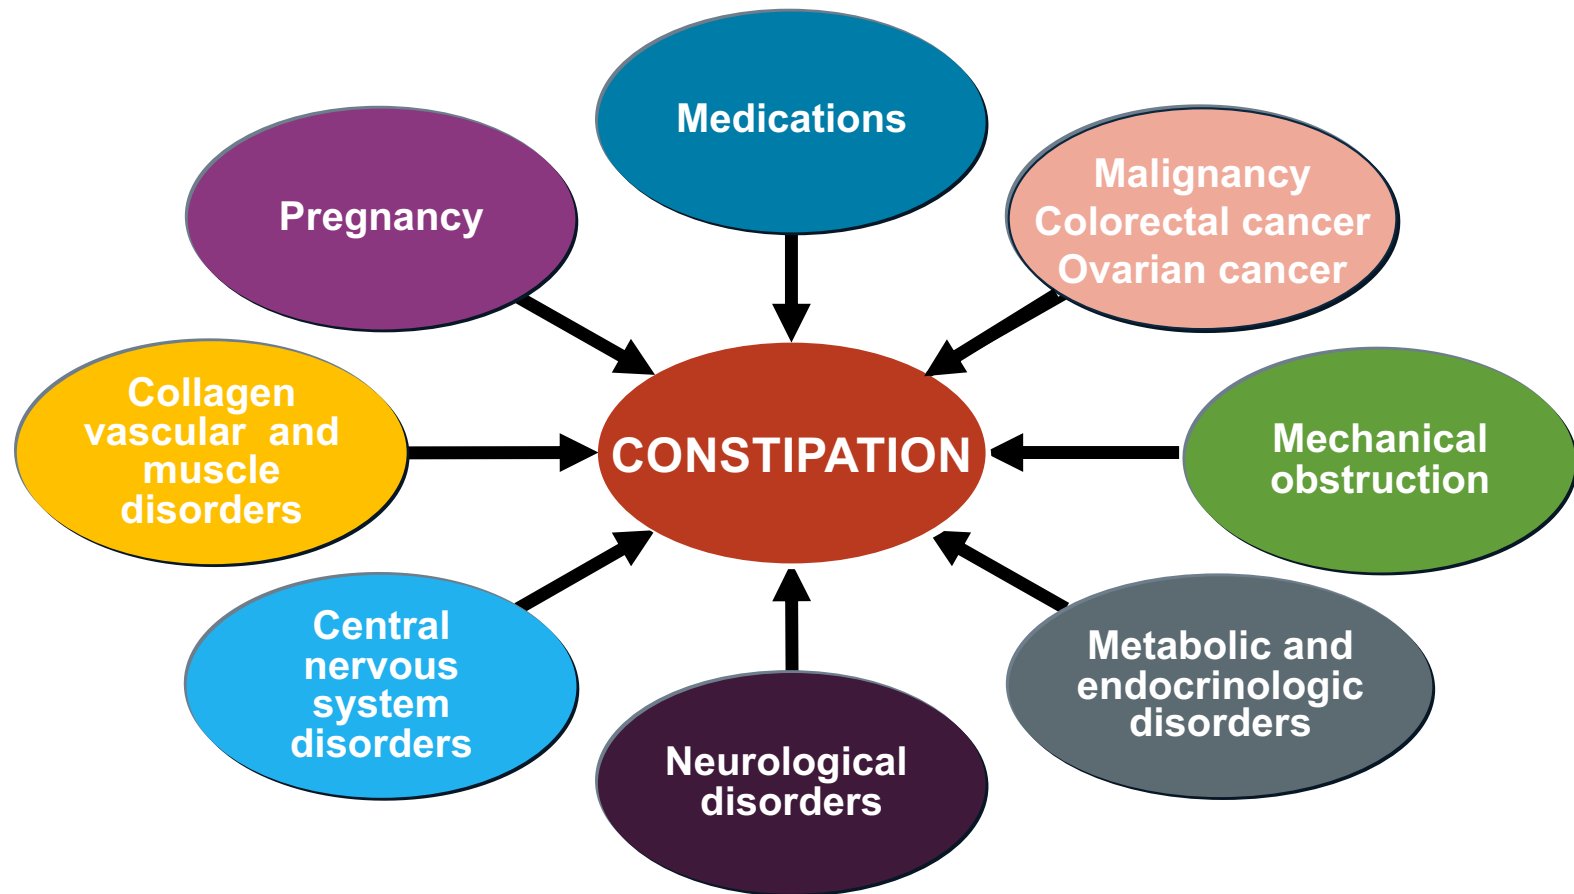 Medications
Malignancy
Colorectal cancer
Ovarian cancer
Pregnancy
Collagen
vascular and
muscle
disorders
CONSTIPATION
Mechanical
obstruction
Central
nervous
system
disorders
Metabolic and
endocrinologic
disorders
Neurological
disorders